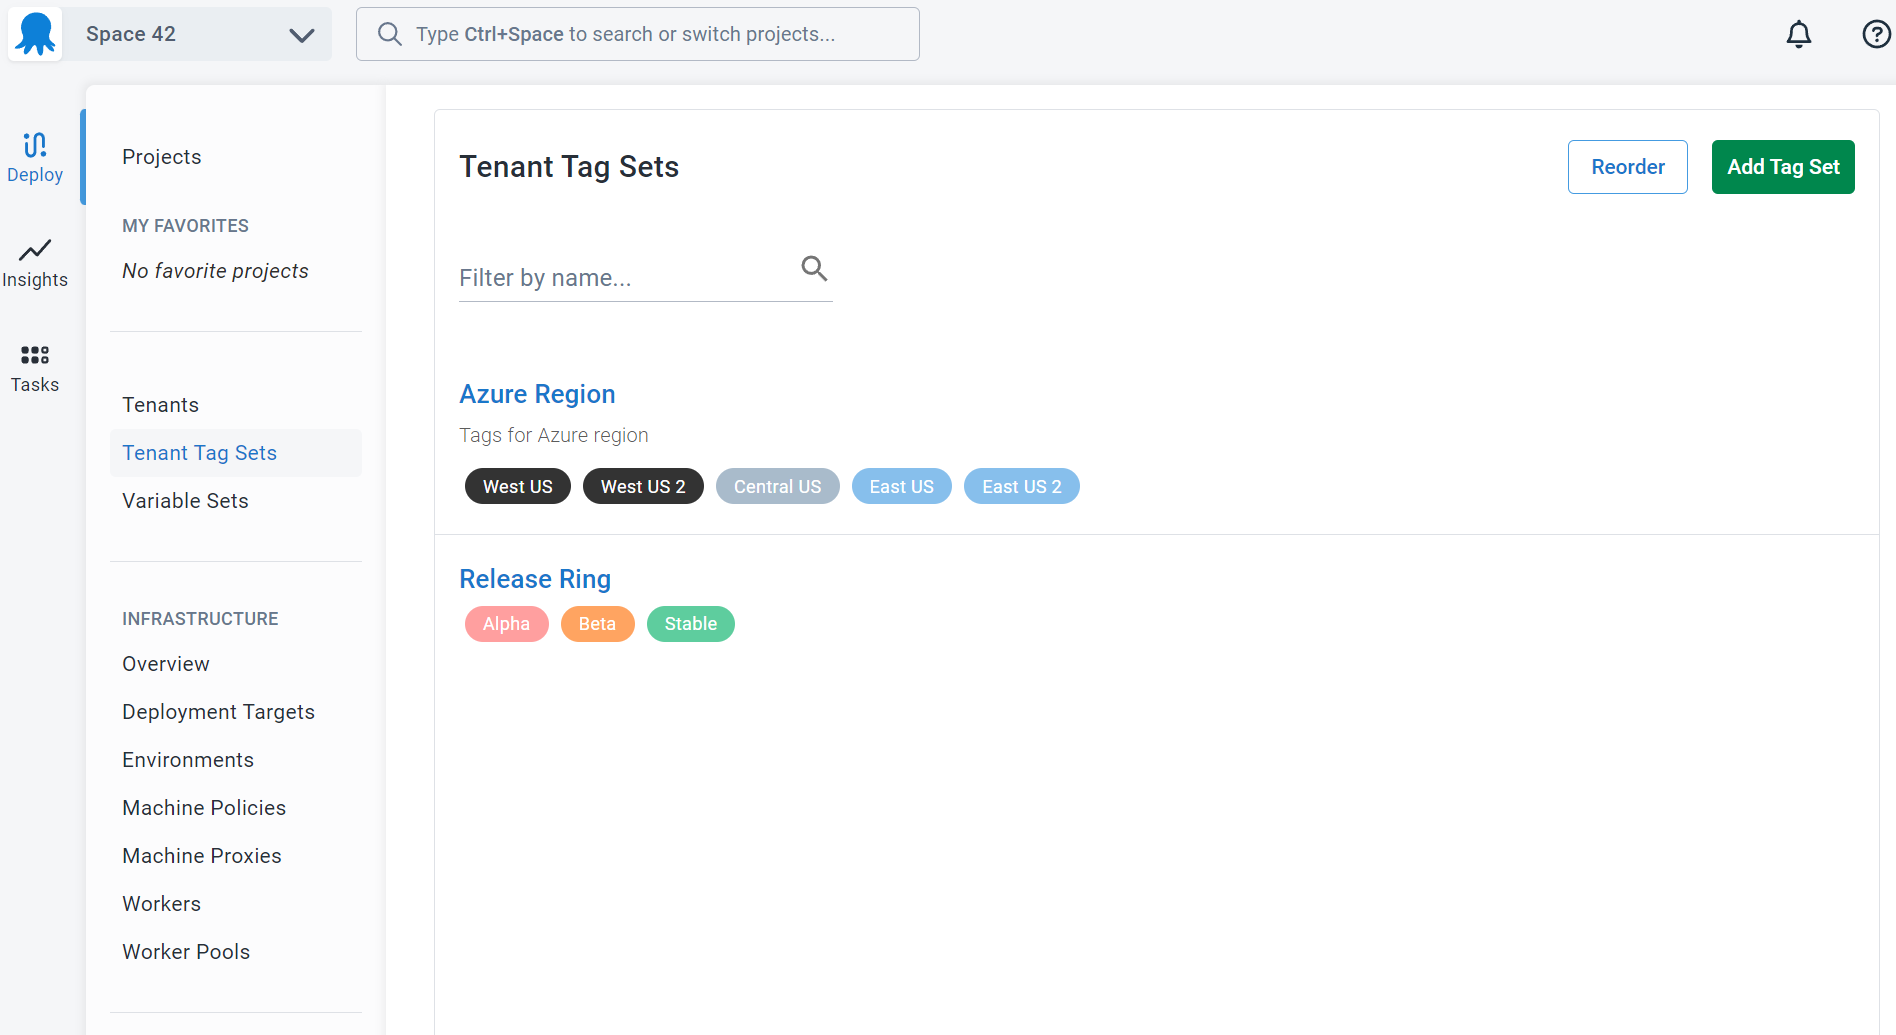 Space 42
Type Ctrl+Space to search or switch projects...
Deploy
Insights
Tasks
Projects
MY FAVORITES
No favorite projects
Tenants
Tenant Tag Sets
Variable Sets
INFRASTRUCTURE
Overview
Deployment Targets
Environments
Machine Policies
Machine Proxies
Workers
Worker Pools
Tenant Tag Sets
Reorder
Add Tag Set
Filter by name...
Azure Region
Tags for Azure region
West US West US 2 Central US East US East US 2
Release Ring
Alpha Beta Stable